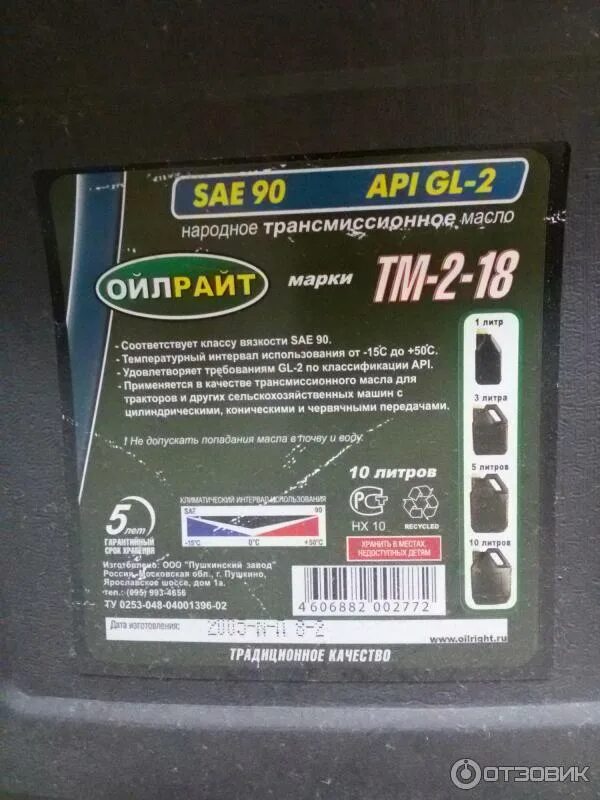 SAE 90 API GL-2
народное трансмиссионное масло
ОЙЛРАЙТ
марки ТМ-2-18
- Соответствует классу вязкости SAE 90.
- Температурный интервал использования от -15С до +50С.
- Удовлетворяет требованиям GL-2 по классификации API.
- Применяется в качестве трансмиссионного масла для
тракторов и других сельскохозяйственных машин с
цилиндрическими, коническими и червячными передачами.
! Не допускать попадания масла в почву и воду.
1 литр
3 литра
5 литров
10 литров
10 литров
5 лет
ГАРАНТИЙНЫЙ
СРОК ХРАНЕНИЯ
КЛИМАТИЧЕСКИЙ ИНТЕРВАЛ ИСПОЛЬЗОВАНИЯ
SAE 90
-15°C 0°C +50°C
РСТ
НХ 10
RECYCLED
ХРАНИТЬ В МЕСТАХ,
НЕДОСТУПНЫХ ДЕТЯМ
Изготовлено: ООО "Пушкинский завод"
Россия, Московская обл., г. Пушкино,
Ярославское шоссе, дом 1а.
тел.: (095) 993-4656
ТУ 0253-048-04001396-02
4 606882 002772
Дата изготовления:
www.oilright.ru
ТРАДИЦИОННОЕ КАЧЕСТВО
ОТЗОВИК